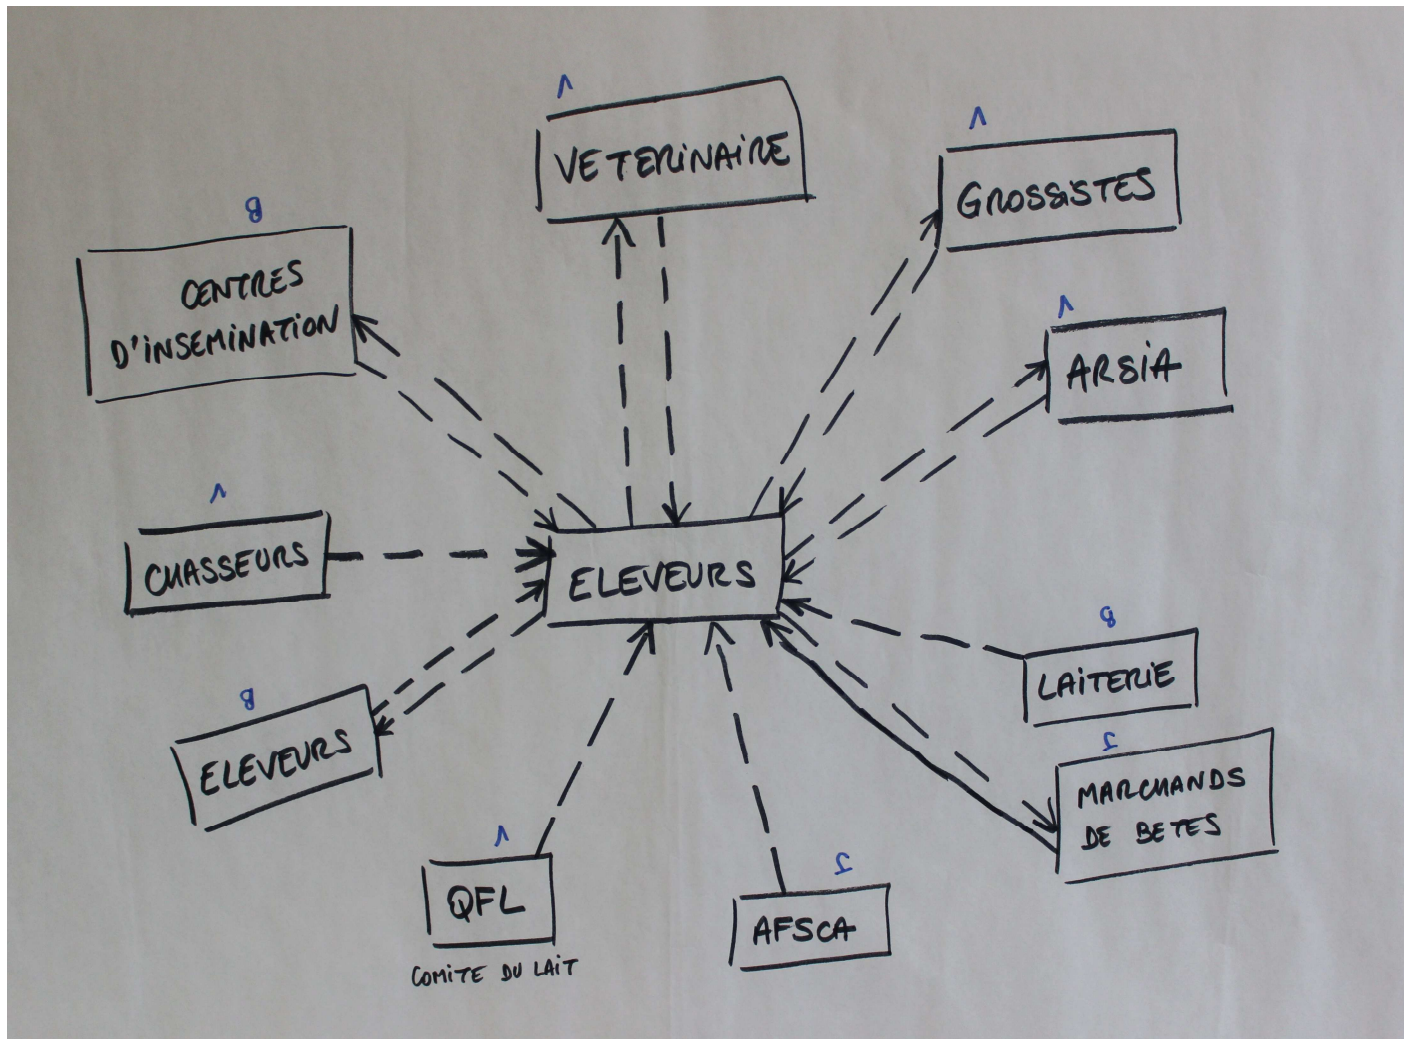 VETERINAIRE
GROSSISTES
CENTRES
D'INSEMINATION
ARSIA
CHASSEURS
ELEVEURS
LAITERIE
ELEVEURS
MARCHANDS
DE BETES
QFL
AFSCA
COMITE DU LAIT